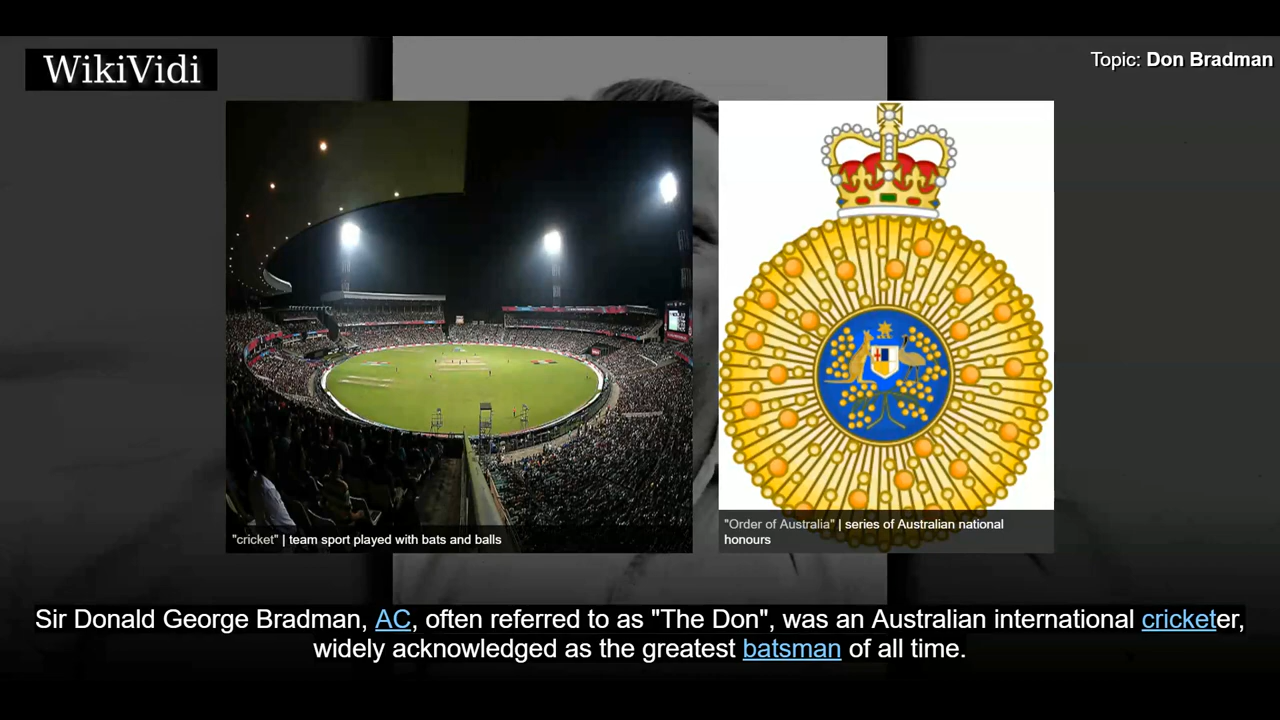 WikiVidi
Topic: Don Bradman
"cricket" | team sport played with bats and balls
"Order of Australia" | series of Australian national
honours
Sir Donald George Bradman, AC, often referred to as "The Don", was an Australian international cricketer,
widely acknowledged as the greatest batsman of all time.